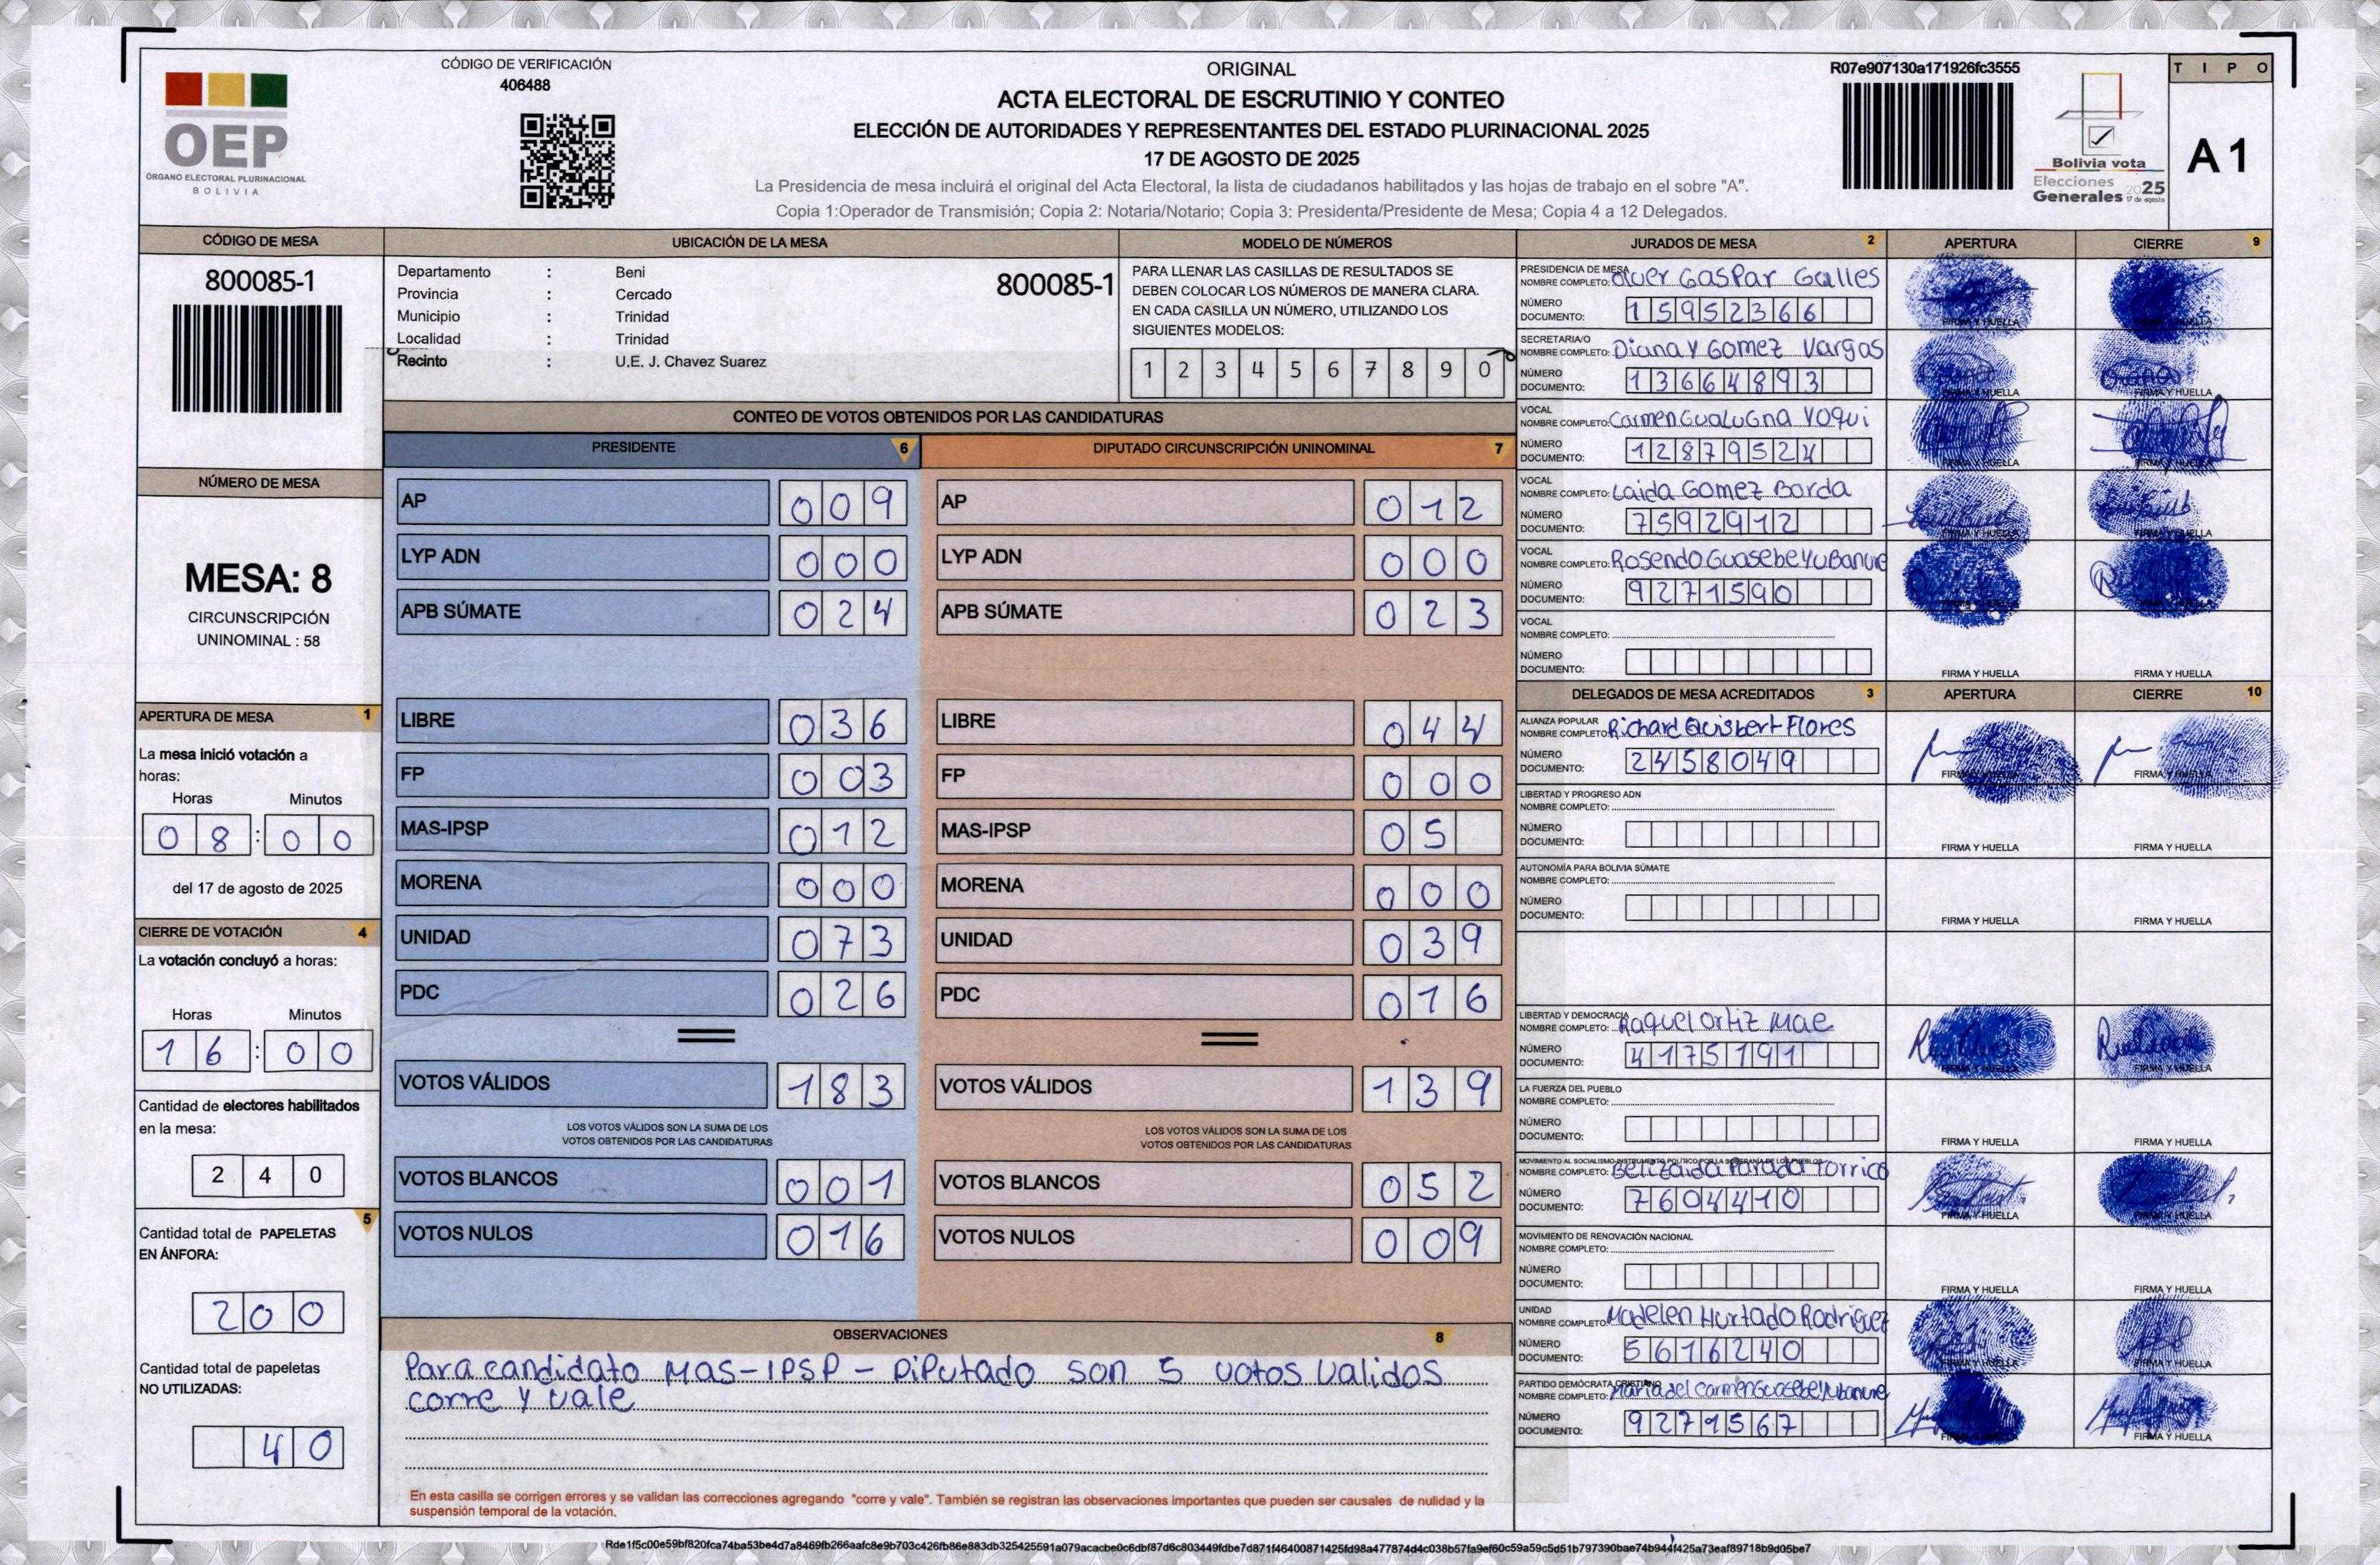 CÓDIGO DE VERIFICACIÓN
406488
OEP
ÓRGANO ELECTORAL PLURINACIONAL
BOLIVIA
ORIGINAL
ACTA ELECTORAL DE ESCRUTINIO Y CONTEO
ELECCIÓN DE AUTORIDADES Y REPRESENTANTES DEL ESTADO PLURINACIONAL 2025
17 DE AGOSTO DE 2025
La Presidencia de mesa incluirá el original del Acta Electoral, la lista de ciudadanos habilitados y las hojas de trabajo en el sobre "A".
Copia 1:Operador de Transmisión; Copia 2: Notaria/Notario; Copia 3: Presidenta/Presidente de Mesa; Copia 4 a 12 Delegados.
R07e907130a171926fc3555
Bolivia vota
Elecciones
Generales 2025
17 de agosto
TIPO
A1
CÓDIGO DE MESA
800085-1
NÚMERO DE MESA
MESA: 8
CIRCUNSCRIPCIÓN
UNINOMINAL : 58
APERTURA DE MESA 1
La mesa inició votación a
horas:
Horas Minutos
08:00
del 17 de agosto de 2025
CIERRE DE VOTACIÓN 4
La votación concluyó a horas:
Horas Minutos
16:00
Cantidad de electores habilitados
en la mesa:
240
5
Cantidad total de PAPELETAS
EN ÁNFORA:
200
Cantidad total de papeletas
NO UTILIZADAS:
40
UBICACIÓN DE LA MESA
Departamento : Beni
800085-1
Provincia : Cercado
Municipio : Trinidad
Localidad : Trinidad
Recinto : U.E. J. Chavez Suarez
MODELO DE NÚMEROS
PARA LLENAR LAS CASILLAS DE RESULTADOS SE
DEBEN COLOCAR LOS NÚMEROS DE MANERA CLARA.
EN CADA CASILLA UN NÚMERO, UTILIZANDO LOS
SIGUIENTES MODELOS:
1 2 3 4 5 6 7 8 9 0
CONTEO DE VOTOS OBTENIDOS POR LAS CANDIDATURAS
PRESIDENTE 6
AP 009
LYP ADN 000
APB SÚMATE 024
LIBRE 036
FP 003
MAS-IPSP 012
MORENA 000
UNIDAD 073
PDC 026
VOTOS VÁLIDOS 183
LOS VOTOS VÁLIDOS SON LA SUMA DE LOS
VOTOS OBTENIDOS POR LAS CANDIDATURAS
VOTOS BLANCOS 001
VOTOS NULOS 016
DIPUTADO CIRCUNSCRIPCIÓN UNINOMINAL 7
AP 012
LYP ADN 000
APB SÚMATE 023
LIBRE 044
FP 000
MAS-IPSP 05
MORENA 000
UNIDAD 039
PDC 016
VOTOS VÁLIDOS 139
LOS VOTOS VÁLIDOS SON LA SUMA DE LOS
VOTOS OBTENIDOS POR LAS CANDIDATURAS
VOTOS BLANCOS 052
VOTOS NULOS 009
OBSERVACIONES 8
Para candidato MAS-IPSP - Diputado son 5 votos validos
corre y vale
En esta casilla se corrigen errores y se validan las correcciones agregando "corre y vale". También se registran las observaciones importantes que pueden ser causales de nulidad y la
suspensión temporal de la votación.
JURADOS DE MESA 2 APERTURA CIERRE 9
PRESIDENCIA DE MESA
NOMBRE COMPLETO: Gaspar Gulles
NÚMERO
DOCUMENTO: 15952366
FIRMA Y HUELLA FIRMA Y HUELLA
SECRETARIA/O
NOMBRE COMPLETO: Diana Y Gomez Vargas
NÚMERO
DOCUMENTO: 13664893
FIRMA Y HUELLA FIRMA Y HUELLA
VOCAL
NOMBRE COMPLETO: Carmen Gualugna Yoqui
NÚMERO
DOCUMENTO: 12879524
FIRMA Y HUELLA FIRMA Y HUELLA
VOCAL
NOMBRE COMPLETO: Laida Gomez Borda
NÚMERO
DOCUMENTO: 7592912
FIRMA Y HUELLA FIRMA Y HUELLA
VOCAL
NOMBRE COMPLETO: Rosendo Guasebe Yubanure
NÚMERO
DOCUMENTO: 9271590
FIRMA Y HUELLA FIRMA Y HUELLA
VOCAL
NOMBRE COMPLETO:
NÚMERO
DOCUMENTO:
FIRMA Y HUELLA FIRMA Y HUELLA
DELEGADOS DE MESA ACREDITADOS 3 APERTURA CIERRE 10
ALIANZA POPULAR
NOMBRE COMPLETO: Richard Quisbert Flores
NÚMERO
DOCUMENTO: 2458049
FIRMA Y HUELLA FIRMA Y HUELLA
LIBERTAD Y PROGRESO ADN
NOMBRE COMPLETO:
NÚMERO
DOCUMENTO:
FIRMA Y HUELLA FIRMA Y HUELLA
AUTONOMÍA PARA BOLIVIA SÚMATE
NOMBRE COMPLETO:
NÚMERO
DOCUMENTO:
FIRMA Y HUELLA FIRMA Y HUELLA
LIBERTAD Y DEMOCRACIA
NOMBRE COMPLETO: Raquel Ortiz Mae
NÚMERO
DOCUMENTO: 4175191
FIRMA Y HUELLA FIRMA Y HUELLA
LA FUERZA DEL PUEBLO
NOMBRE COMPLETO:
NÚMERO
DOCUMENTO:
FIRMA Y HUELLA FIRMA Y HUELLA
MOVIMIENTO AL SOCIALISMO-INSTRUMENTO POLÍTICO POR LA SOBERANÍA DE LOS PUEBLOS
NOMBRE COMPLETO: Belizaida Parada Torrico
NÚMERO
DOCUMENTO: 7604410
FIRMA Y HUELLA FIRMA Y HUELLA
MOVIMIENTO DE RENOVACIÓN NACIONAL
NOMBRE COMPLETO:
NÚMERO
DOCUMENTO:
FIRMA Y HUELLA FIRMA Y HUELLA
UNIDAD
NOMBRE COMPLETO: Madelen Hurtado Rodriguez
NÚMERO
DOCUMENTO: 5616240
FIRMA Y HUELLA FIRMA Y HUELLA
PARTIDO DEMÓCRATA CRISTIANO
NOMBRE COMPLETO: Maria del Carmen Guasebe Yubanure
NÚMERO
DOCUMENTO: 9271567
FIRMA Y HUELLA FIRMA Y HUELLA